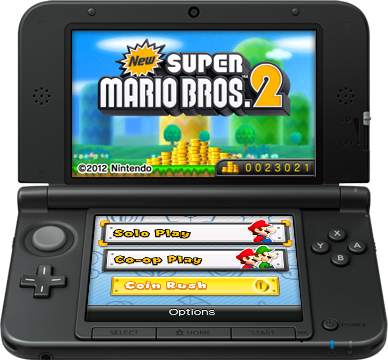 New
SUPER
MARIO BROS. 2
©2012 Nintendo
0023021
Solo Play
Co-op Play
Coin Rush
Options
X
Y
A
B
SELECT
HOME
START
POWER